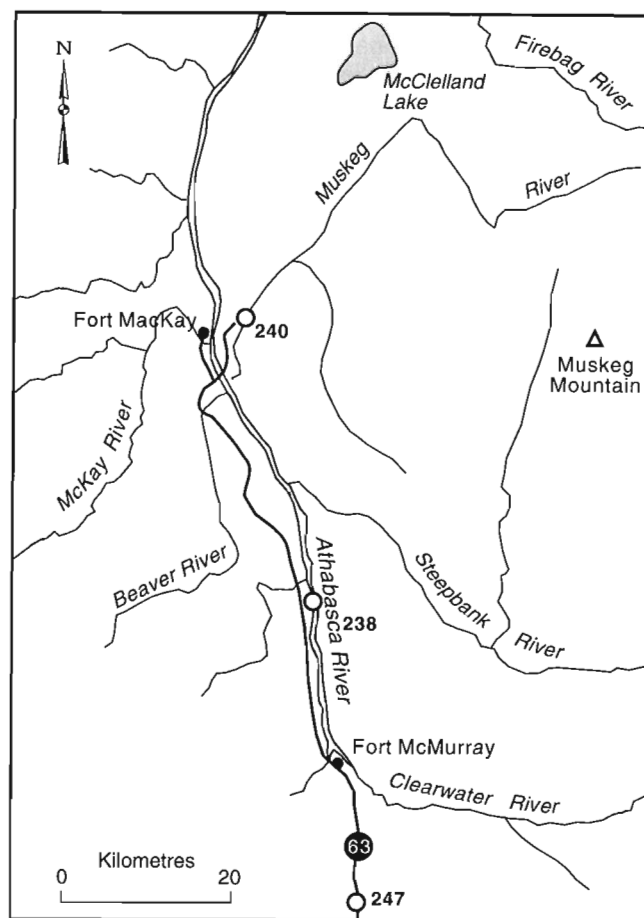 N
McClelland
Lake
Firebag River
Muskeg
River
Fort MacKay
240
Muskeg
Mountain
McKay River
Beaver River
Athabasca River
238
Steepbank
River
Fort McMurray
Clearwater River
63
Kilometres
0 20
247